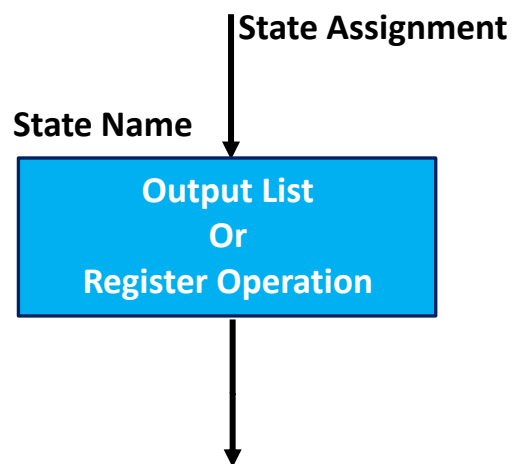 State Assignment
State Name
Output List
Or
Register Operation